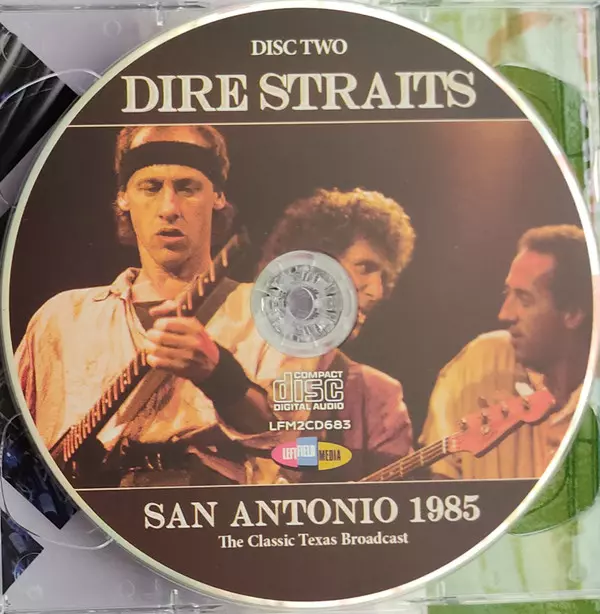 DISC TWO
DIRE STRAITS
COMPACT
disc
DIGITAL AUDIO
LFM2CD683
LEFT FIELD MEDIA
SAN ANTONIO 1985
The Classic Texas Broadcast